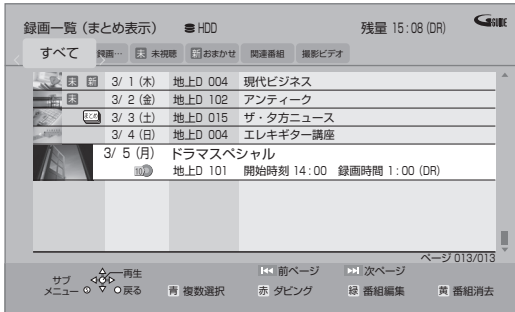 録画一覧 (まとめ表示) HDD 残量 15:08 (DR) G-GUIDE
すべて 録画… 未 未視聴 新 おまかせ 関連番組 撮影ビデオ
未 新 3/ 1 (木) 地上D 004 現代ビジネス
未 3/ 2 (金) 地上D 102 アンティーク
まとめ 3/ 3 (土) 地上D 015 ザ・タ方ニュース
3/ 4 (日) 地上D 004 エレキギター講座
3/ 5 (月) ドラマスペシャル
地上D 101 開始時刻 14:00 録画時間 1:00 (DR)
ページ 013/013
サブメニュー 再生 戻る 前ページ 次ページ
青 複数選択 赤 ダビング 緑 番組編集 黄 番組消去